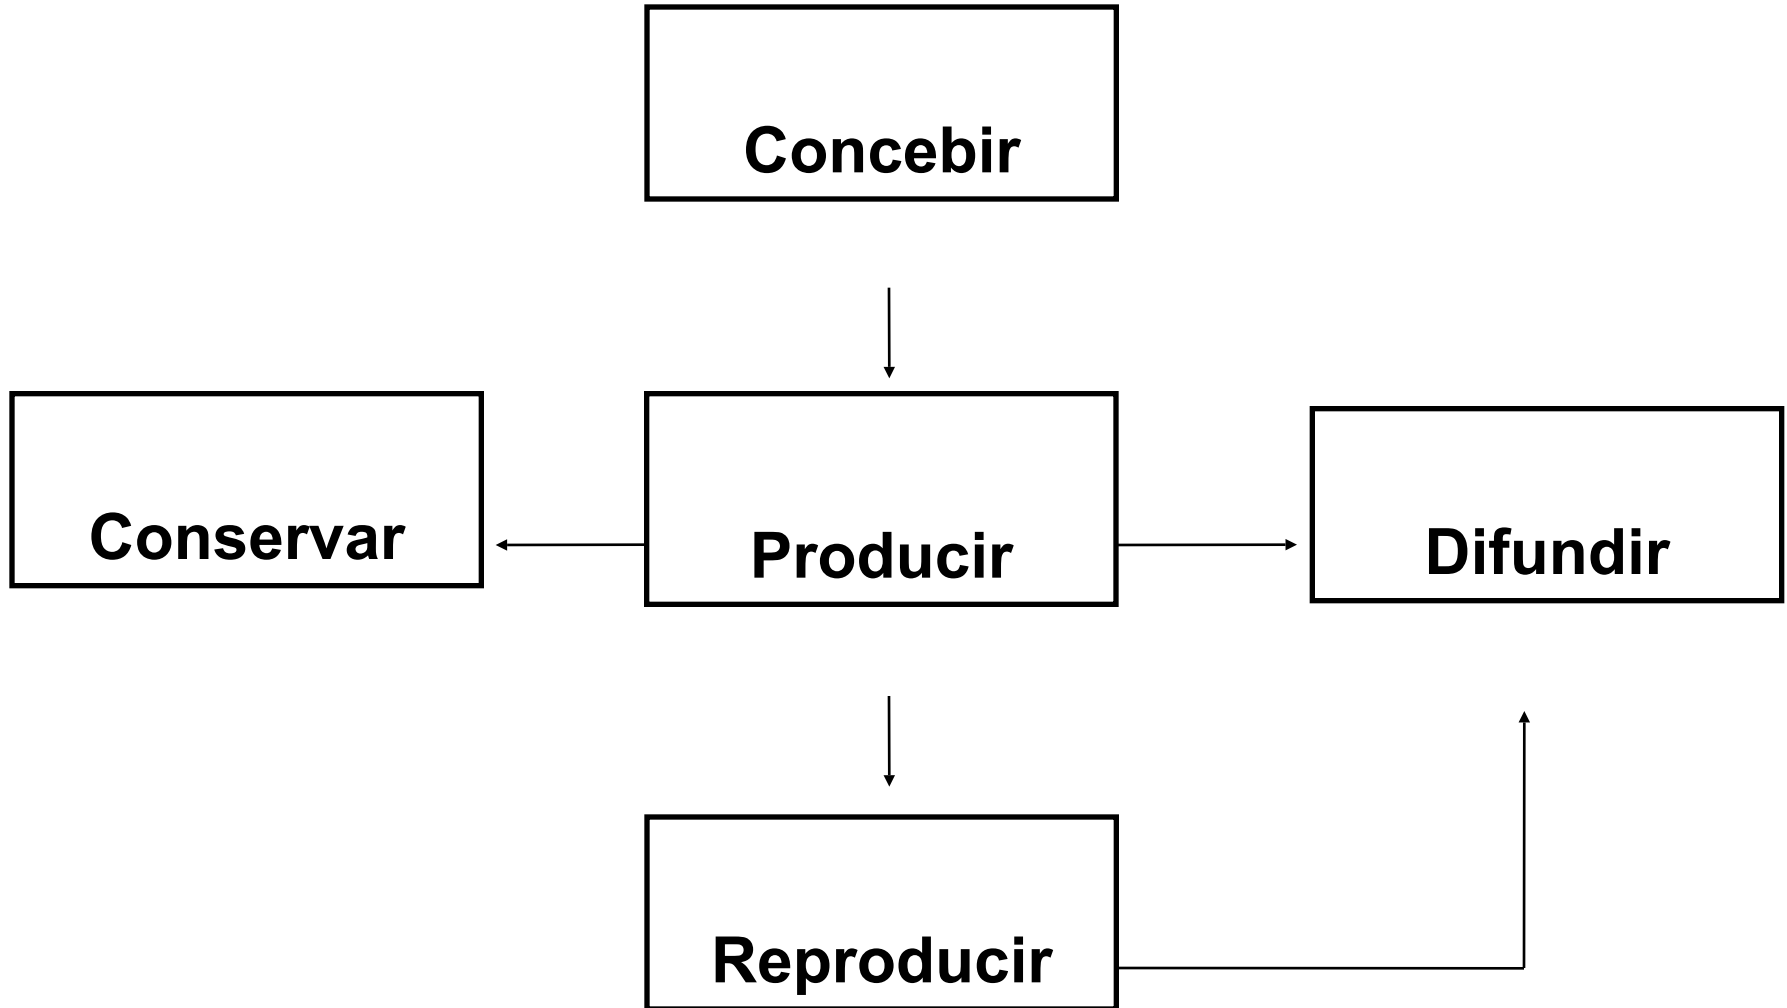 Concebir
Conservar
Producir
Difundir
Reproducir